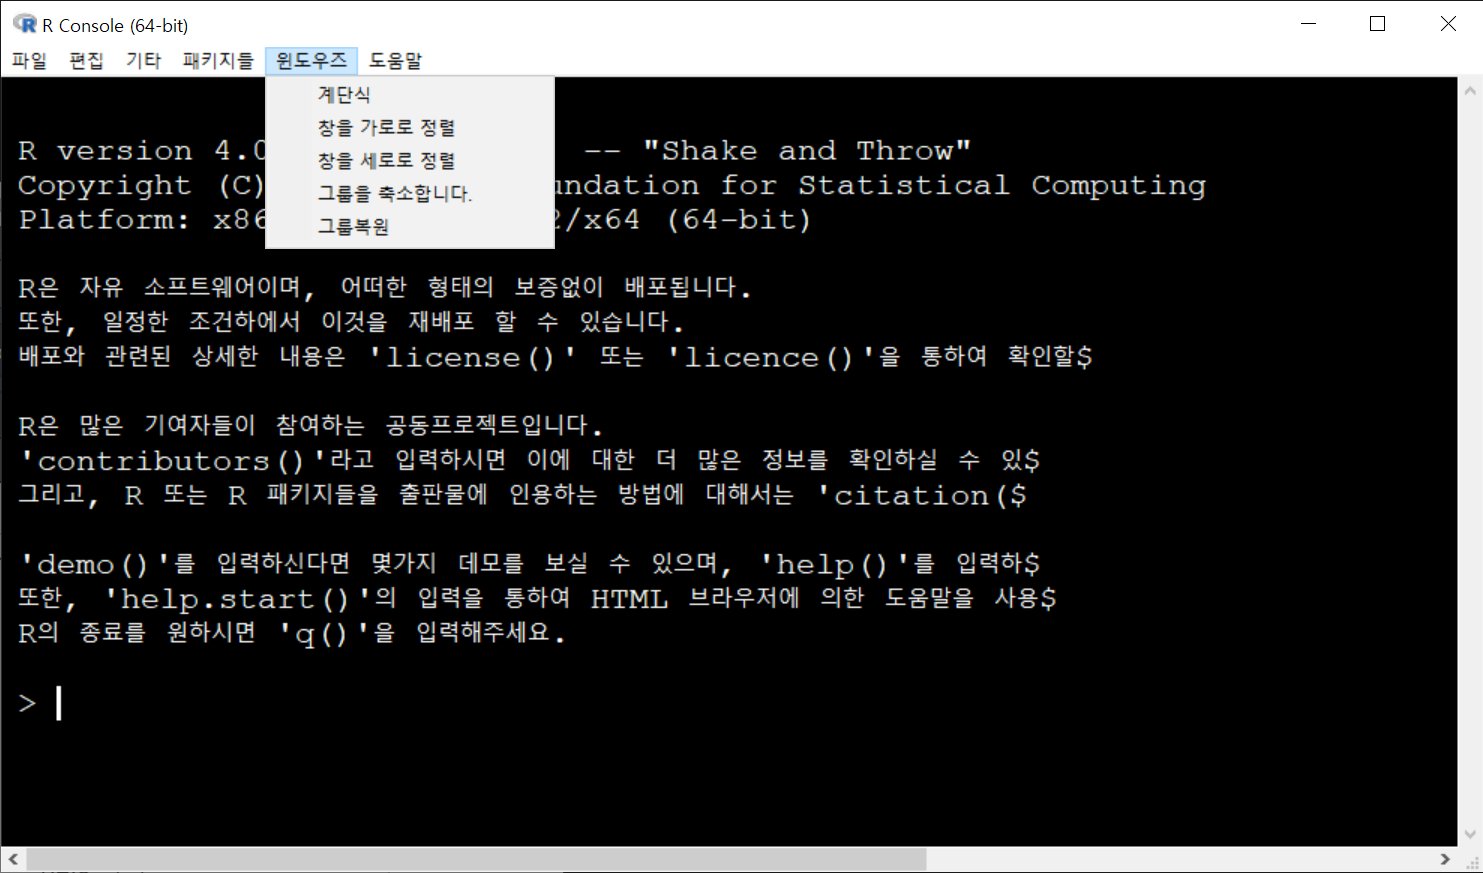 R Console (64-bit)
파일 편집 기타 패키지들 윈도우즈 도움말
계단식
창을 가로로 정렬
창을 세로로 정렬
그룹을 축소합니다.
그룹복원
R version 4.0 -- "Shake and Throw"
Copyright (C) undation for Statistical Computing
Platform: x86 2/x64 (64-bit)
R은 자유 소프트웨어이며, 어떠한 형태의 보증없이 배포됩니다.
또한, 일정한 조건하에서 이것을 재배포 할 수 있습니다.
배포와 관련된 상세한 내용은 'license()' 또는 'licence()'을 통하여 확인할$
R은 많은 기여자들이 참여하는 공동프로젝트입니다.
'contributors()'라고 입력하시면 이에 대한 더 많은 정보를 확인하실 수 있$
그리고, R 또는 R 패키지들을 출판물에 인용하는 방법에 대해서는 'citation($
'demo()'를 입력하신다면 몇가지 데모를 보실 수 있으며, 'help()'를 입력하$
또한, 'help.start()'의 입력을 통하여 HTML 브라우저에 의한 도움말을 사용$
R의 종료를 원하시면 'q()'을 입력해주세요.
>